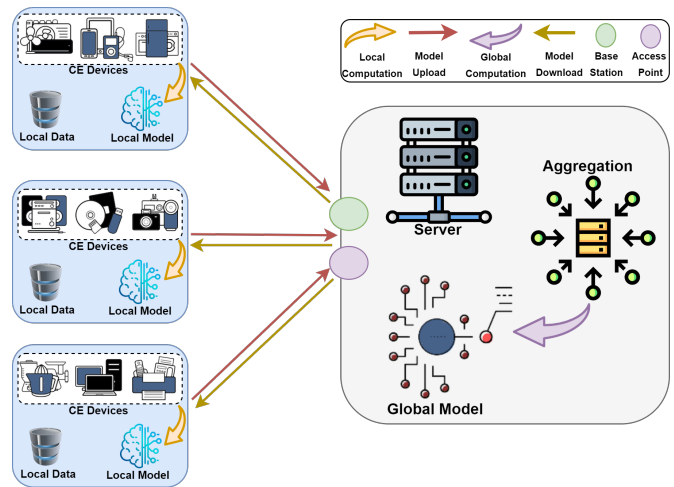 CE Devices
Local Data
Local Model
CE Devices
Local Data
Local Model
CE Devices
Local Data
Local Model
Local
Computation
Model
Upload
Global
Computation
Model
Download
Base
Station
Access
Point
Server
Aggregation
Global Model